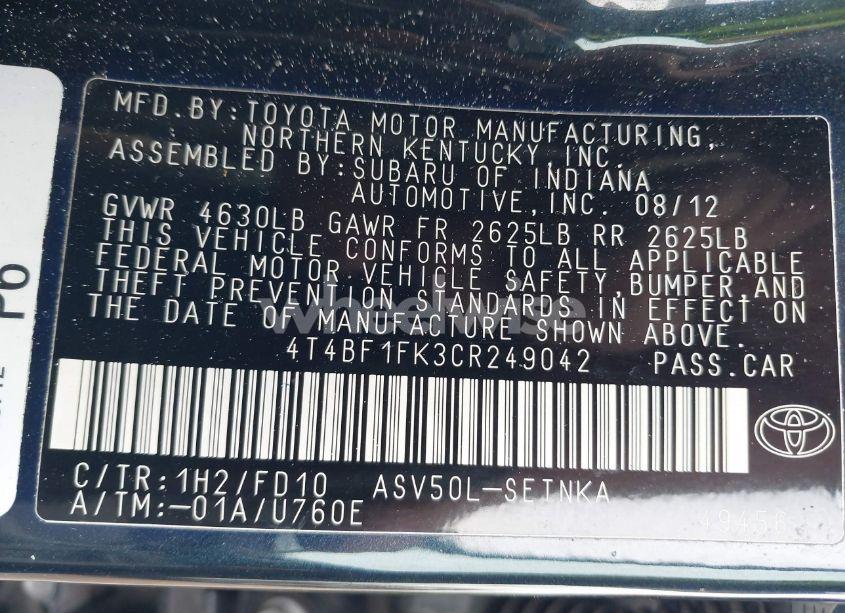 MFD.BY:TOYOTA MOTOR MANUFACTURING,
NORTHERN KENTUCKY,INC.
ASSEMBLED BY:SUBARU OF INDIANA
AUTOMOTIVE,INC. 08/12
GVWR 4630LB GAWR FR 2625LB RR 2625LB
THIS VEHICLE CONFORMS TO ALL APPLICABLE
FEDERAL MOTOR VEHICLE SAFETY,BUMPER,AND
THEFT PREVENTION STANDARDS IN EFFECT ON
THE DATE OF MANUFACTURE SHOWN ABOVE.
wheelwise
4T4BF1FK3CR249042 PASS.CAR
C/TR:1H2/FD10 ASV50L-SETNKA
A/TM:-01A/U760E